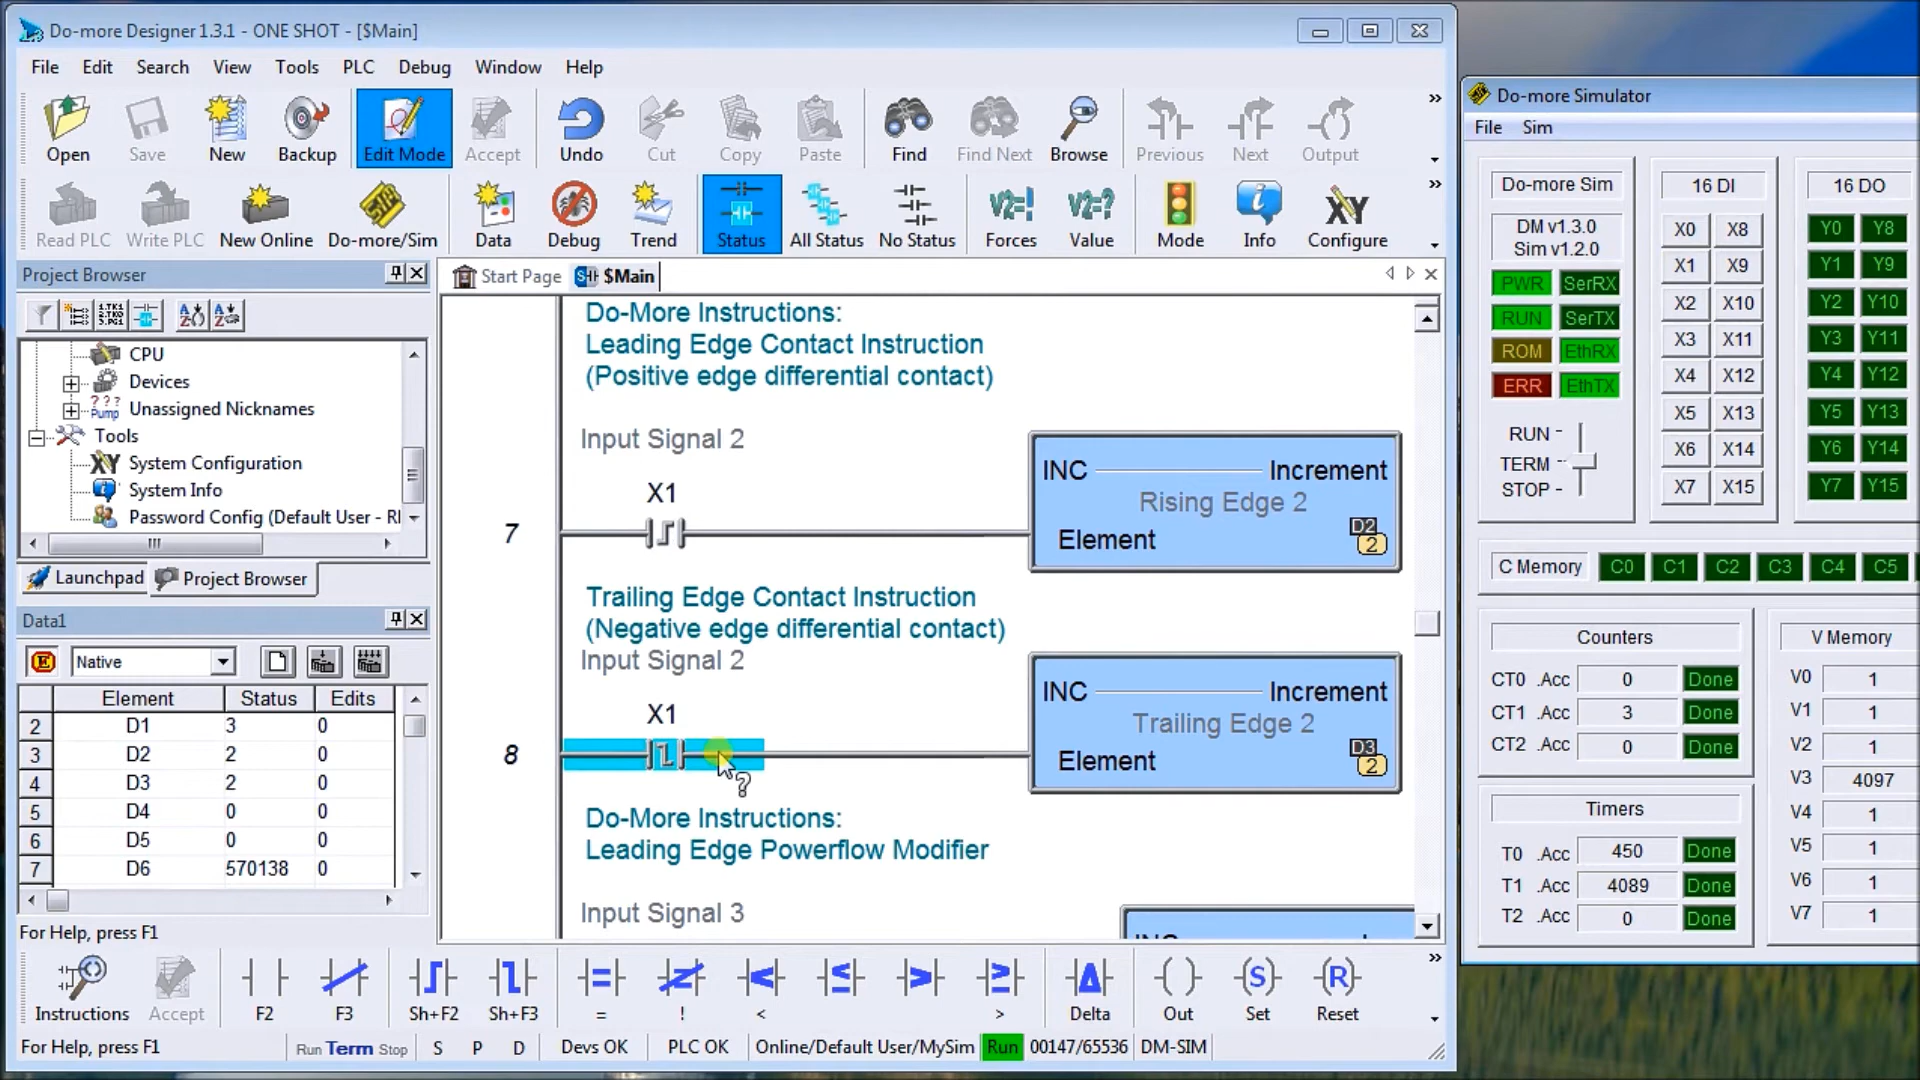 Do-more Designer 1.3.1 - ONE SHOT - [$Main]
File Edit Search View Tools PLC Debug Window Help
Open Save New Backup Edit Mode Accept Undo Cut Copy Paste Find Find Next Browse Previous Next Output
Read PLC Write PLC New Online Do-more/Sim Data Debug Trend Status All Status No Status Forces Value Mode Info Configure
Project Browser
CPU
Devices
Unassigned Nicknames
Tools
System Configuration
System Info
Password Config (Default User - RI
Launchpad Project Browser
Data1
Native
Element Status Edits
2 D1 3 0
3 D2 2 0
4 D3 2 0
5 D4 0 0
6 D5 0 0
7 D6 570138 0
For Help, press F1
Start Page $Main
Do-More Instructions:
Leading Edge Contact Instruction
(Positive edge differential contact)
Input Signal 2
X1
7
INC Increment
Rising Edge 2
Element D2
2
Trailing Edge Contact Instruction
(Negative edge differential contact)
Input Signal 2
X1
8
INC Increment
Trailing Edge 2
Element D3
2
Do-More Instructions:
Leading Edge Powerflow Modifier
Input Signal 3
Instructions Accept F2 F3 Sh+F2 Sh+F3 = ! < > Delta Out Set Reset
For Help, press F1 Run Term Stop S P D Devs OK PLC OK Online/Default User/MySim Run 00147/65536 DM-SIM
Do-more Simulator
File Sim
Do-more Sim
DM v1.3.0
Sim v1.2.0
PWR SerRX
RUN SerTX
ROM EthRX
ERR EthTX
RUN
TERM
STOP
16 DI
X0 X8
X1 X9
X2 X10
X3 X11
X4 X12
X5 X13
X6 X14
X7 X15
16 DO
Y0 Y8
Y1 Y9
Y2 Y10
Y3 Y11
Y4 Y12
Y5 Y13
Y6 Y14
Y7 Y15
C Memory C0 C1 C2 C3 C4 C5
Counters
CT0 .Acc 0 Done
CT1 .Acc 3 Done
CT2 .Acc 0 Done
Timers
T0 .Acc 450 Done
T1 .Acc 4089 Done
T2 .Acc 0 Done
V Memory
V0 1
V1 1
V2 1
V3 4097
V4 1
V5 1
V6 1
V7 1